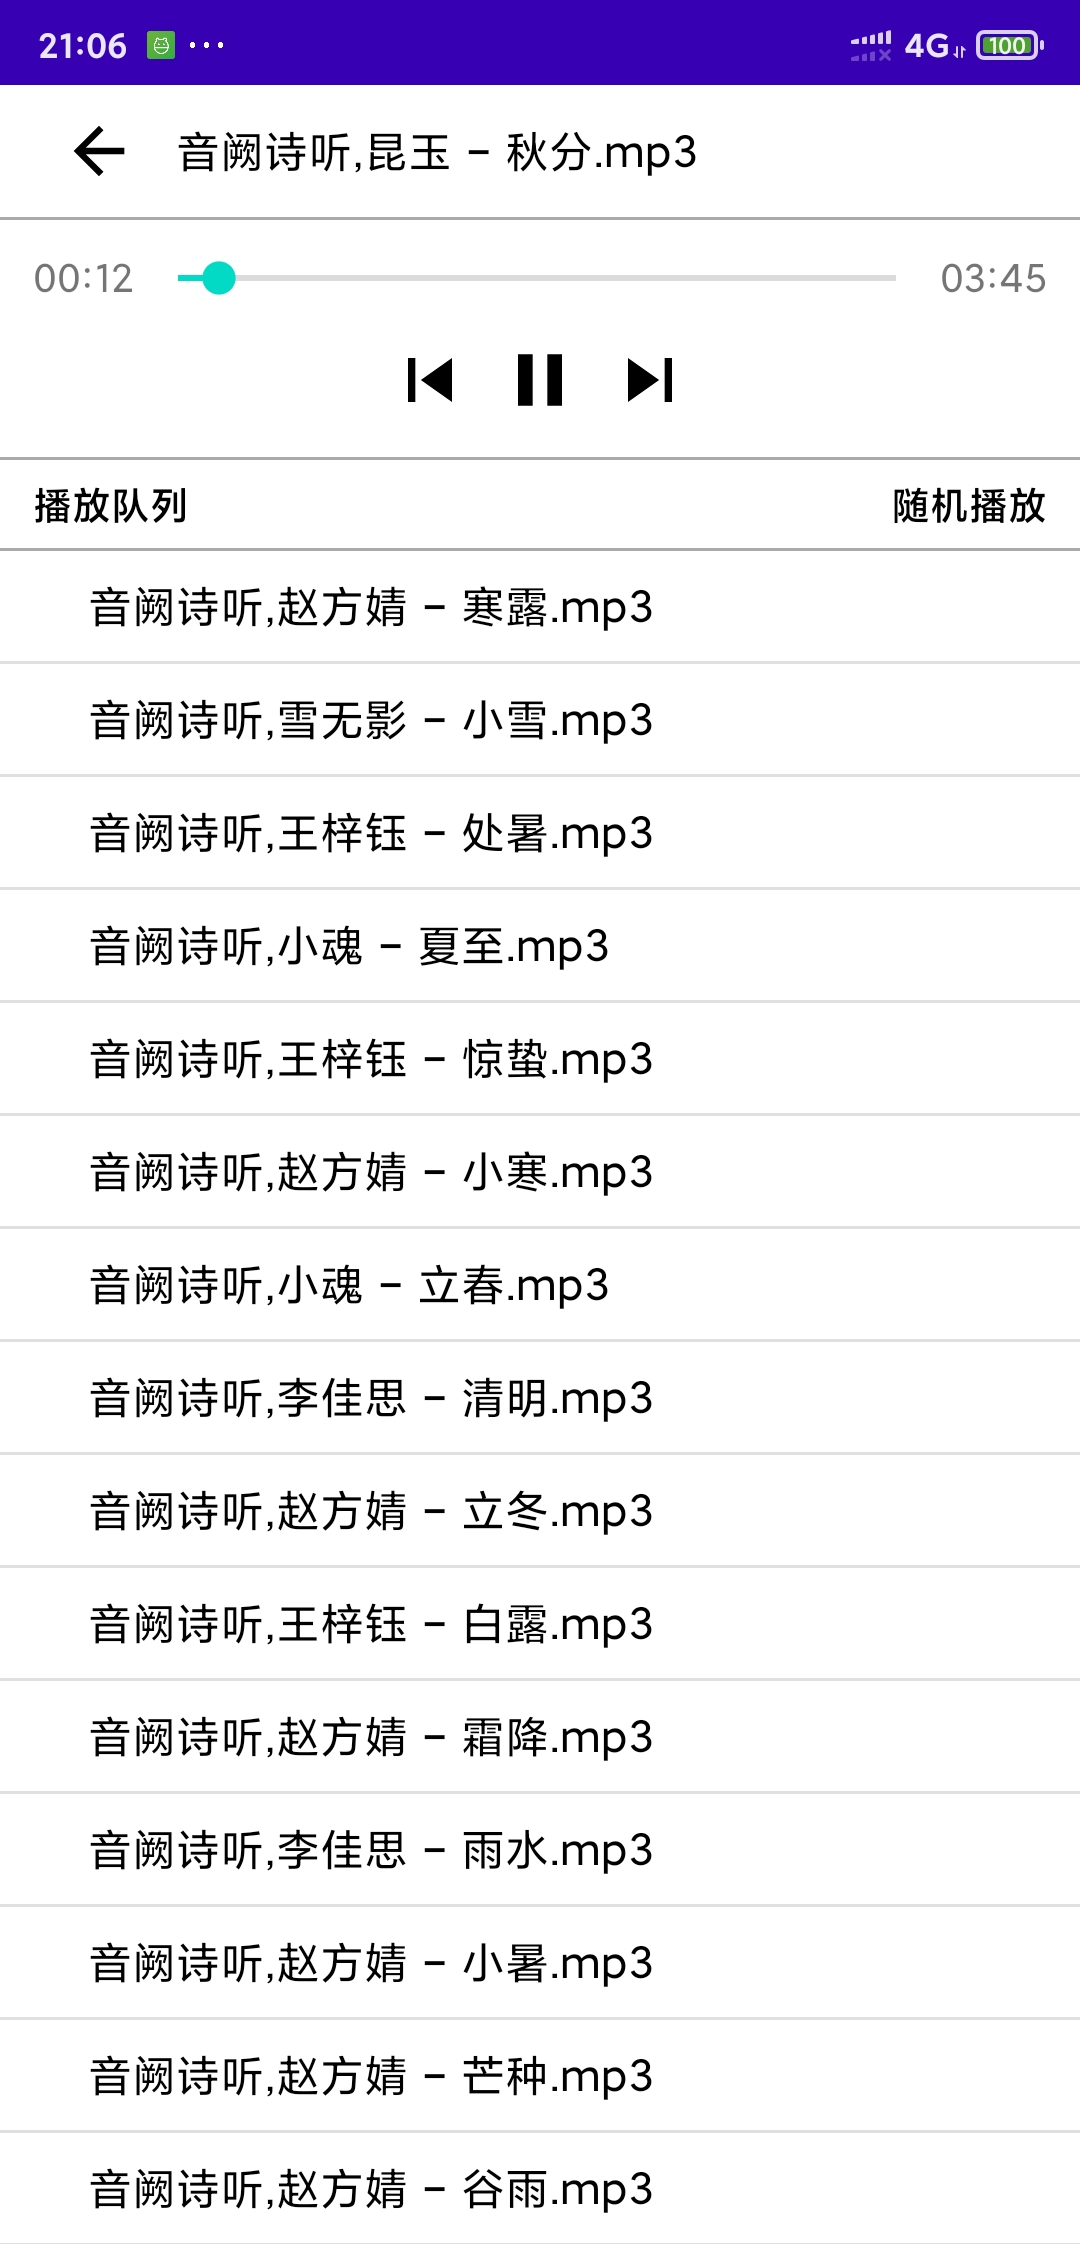 21:06 ... 4G 100
音阙诗听,昆玉 - 秋分.mp3
00:12 03:45
播放队列 随机播放
音阙诗听,赵方婧 - 寒露.mp3
音阙诗听,雪无影 - 小雪.mp3
音阙诗听,王梓钰 - 处暑.mp3
音阙诗听,小魂 - 夏至.mp3
音阙诗听,王梓钰 - 惊蛰.mp3
音阙诗听,赵方婧 - 小寒.mp3
音阙诗听,小魂 - 立春.mp3
音阙诗听,李佳思 - 清明.mp3
音阙诗听,赵方婧 - 立冬.mp3
音阙诗听,王梓钰 - 白露.mp3
音阙诗听,赵方婧 - 霜降.mp3
音阙诗听,李佳思 - 雨水.mp3
音阙诗听,赵方婧 - 小暑.mp3
音阙诗听,赵方婧 - 芒种.mp3
音阙诗听,赵方婧 - 谷雨.mp3